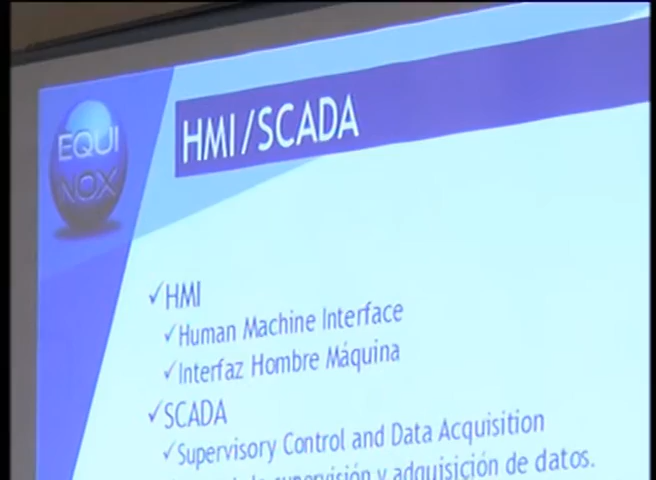 EQUI
NOX
HMI/SCADA
✓HMI
✓Human Machine Interface
✓Interfaz Hombre Máquina
✓SCADA
✓Supervisory Control and Data Acquisition
supervisión y adquisición de datos.